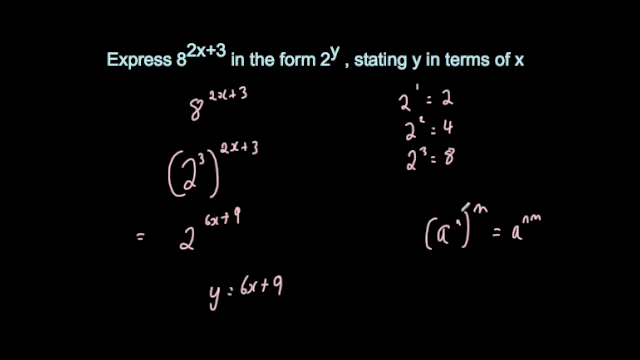 Express 8^{2x+3} in the form 2^y , stating y in terms of x
8^{2x+3}
(2^3)^{2x+3}
= 2^{6x+9}
y = 6x+9
2^1 = 2
2^2 = 4
2^3 = 8
(a^n)^m = a^{nm}